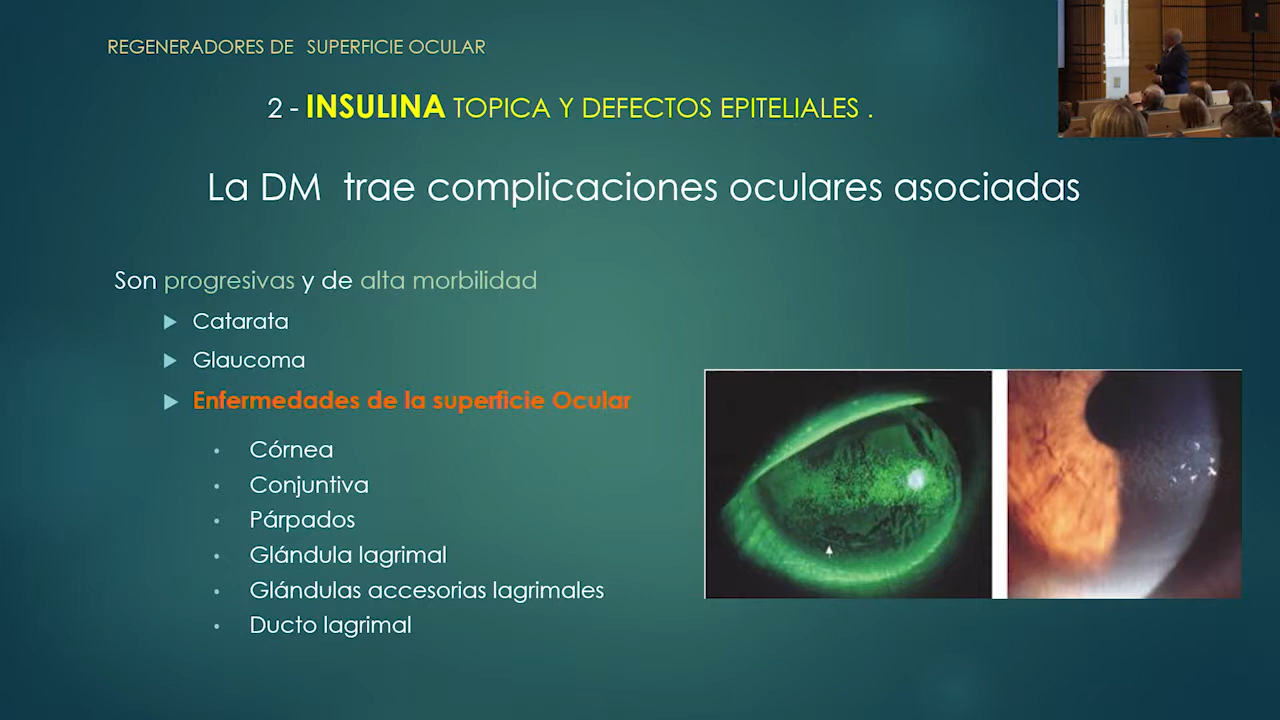 REGENERADORES DE SUPERFICIE OCULAR
2 - INSULINA TOPICA Y DEFECTOS EPITELIALES .
La DM trae complicaciones oculares asociadas
Son progresivas y de alta morbilidad
Catarata
Glaucoma
Enfermedades de la superficie Ocular
Córnea
Conjuntiva
Párpados
Glándula lagrimal
Glándulas accesorias lagrimales
Ducto lagrimal